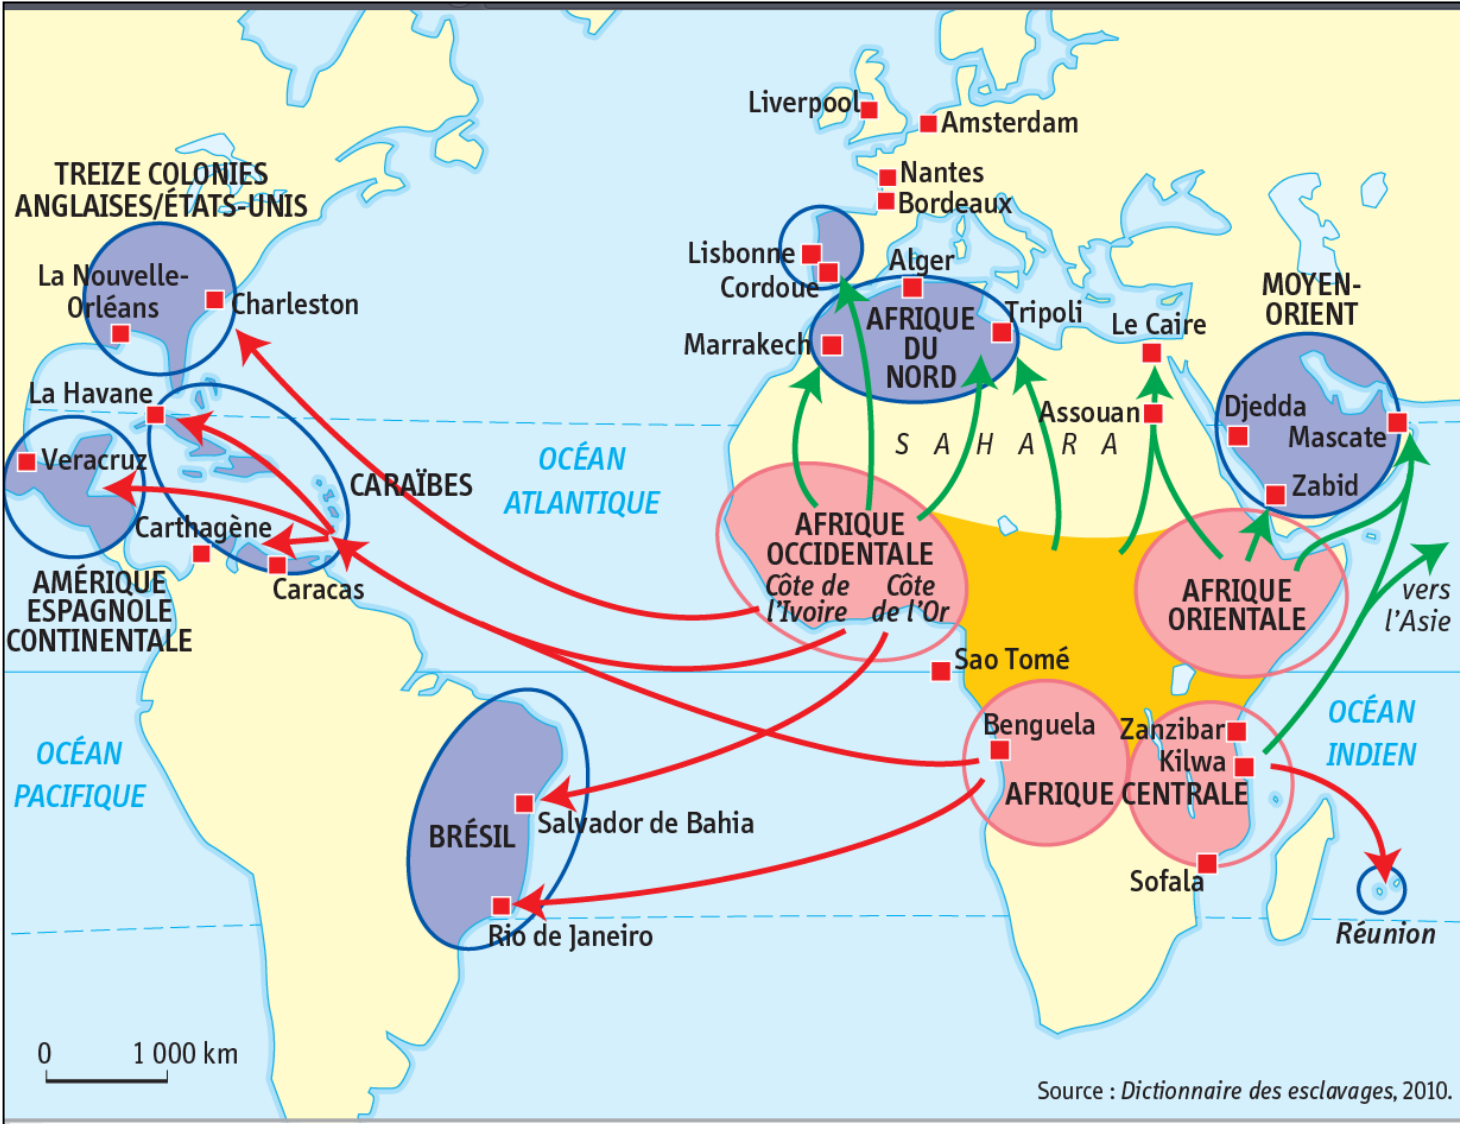 Liverpool
Amsterdam
Nantes
Bordeaux
TREIZE COLONIES
ANGLAISES/ÉTATS-UNIS
La Nouvelle-
Orléans
Charleston
Lisbonne
Cordoue
Alger
AFRIQUE
DU
NORD
Tripoli
Marrakech
Le Caire
MOYEN-
ORIENT
La Havane
Assouan
Djedda
Mascate
Zabid
SAHARA
Veracruz
CARAÏBES
OCÉAN
ATLANTIQUE
Carthagène
Caracas
AMÉRIQUE
ESPAGNOLE
CONTINENTALE
AFRIQUE
OCCIDENTALE
Côte de
l'Ivoire
Côte
de l'Or
AFRIQUE
ORIENTALE
vers
l'Asie
Sao Tomé
OCÉAN
PACIFIQUE
Benguela
Zanzibar
Kilwa
AFRIQUE CENTRALE
OCÉAN
INDIEN
BRÉSIL
Salvador de Bahia
Sofala
Rio de Janeiro
Réunion
0 1 000 km
Source : Dictionnaire des esclavages, 2010.